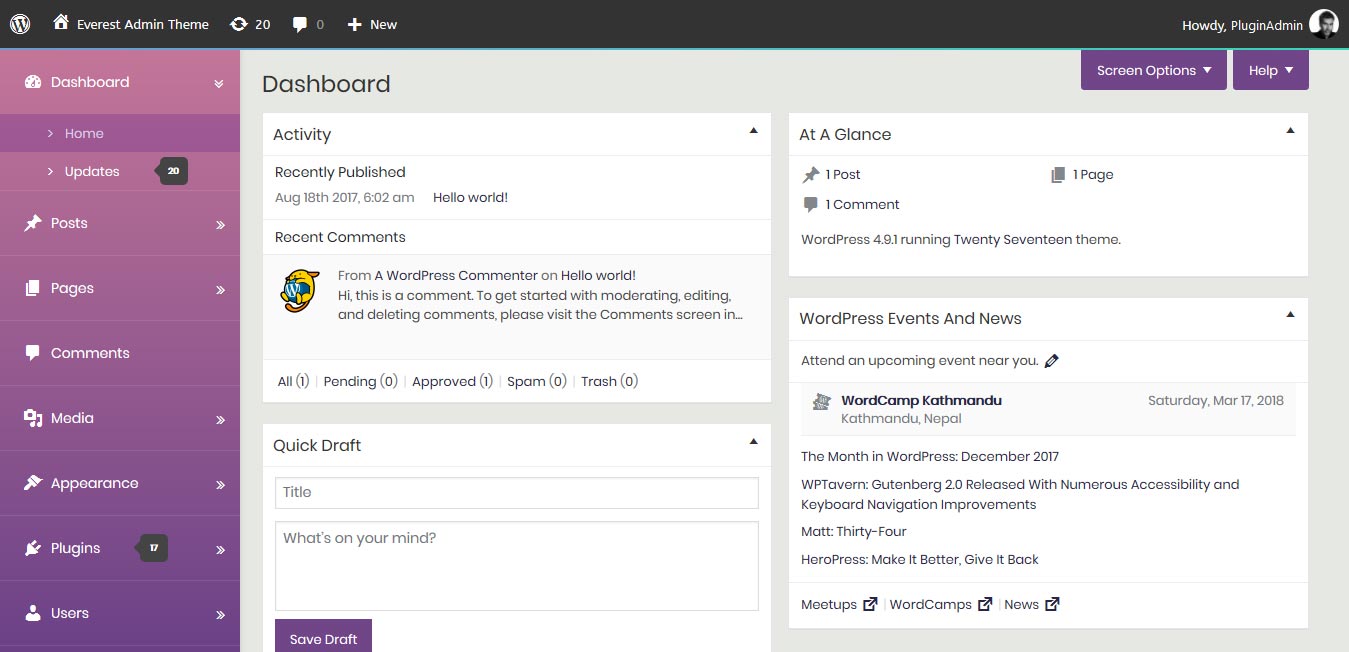 Everest Admin Theme 20 0 New
Howdy, PluginAdmin
Dashboard
Home
Updates 20
Posts
Pages
Comments
Media
Appearance
Plugins 17
Users
Dashboard
Screen Options
Help
Activity
Recently Published
Aug 18th 2017, 6:02 am Hello world!
Recent Comments
From A WordPress Commenter on Hello world!
Hi, this is a comment. To get started with moderating, editing,
and deleting comments, please visit the Comments screen in...
All (1) | Pending (0) | Approved (1) | Spam (0) | Trash (0)
Quick Draft
Title
What's on your mind?
Save Draft
At A Glance
1 Post 1 Page
1 Comment
WordPress 4.9.1 running Twenty Seventeen theme.
WordPress Events And News
Attend an upcoming event near you.
WordCamp Kathmandu Saturday, Mar 17, 2018
Kathmandu, Nepal
The Month in WordPress: December 2017
WPTavern: Gutenberg 2.0 Released With Numerous Accessibility and
Keyboard Navigation Improvements
Matt: Thirty-Four
HeroPress: Make It Better, Give It Back
Meetups | WordCamps | News